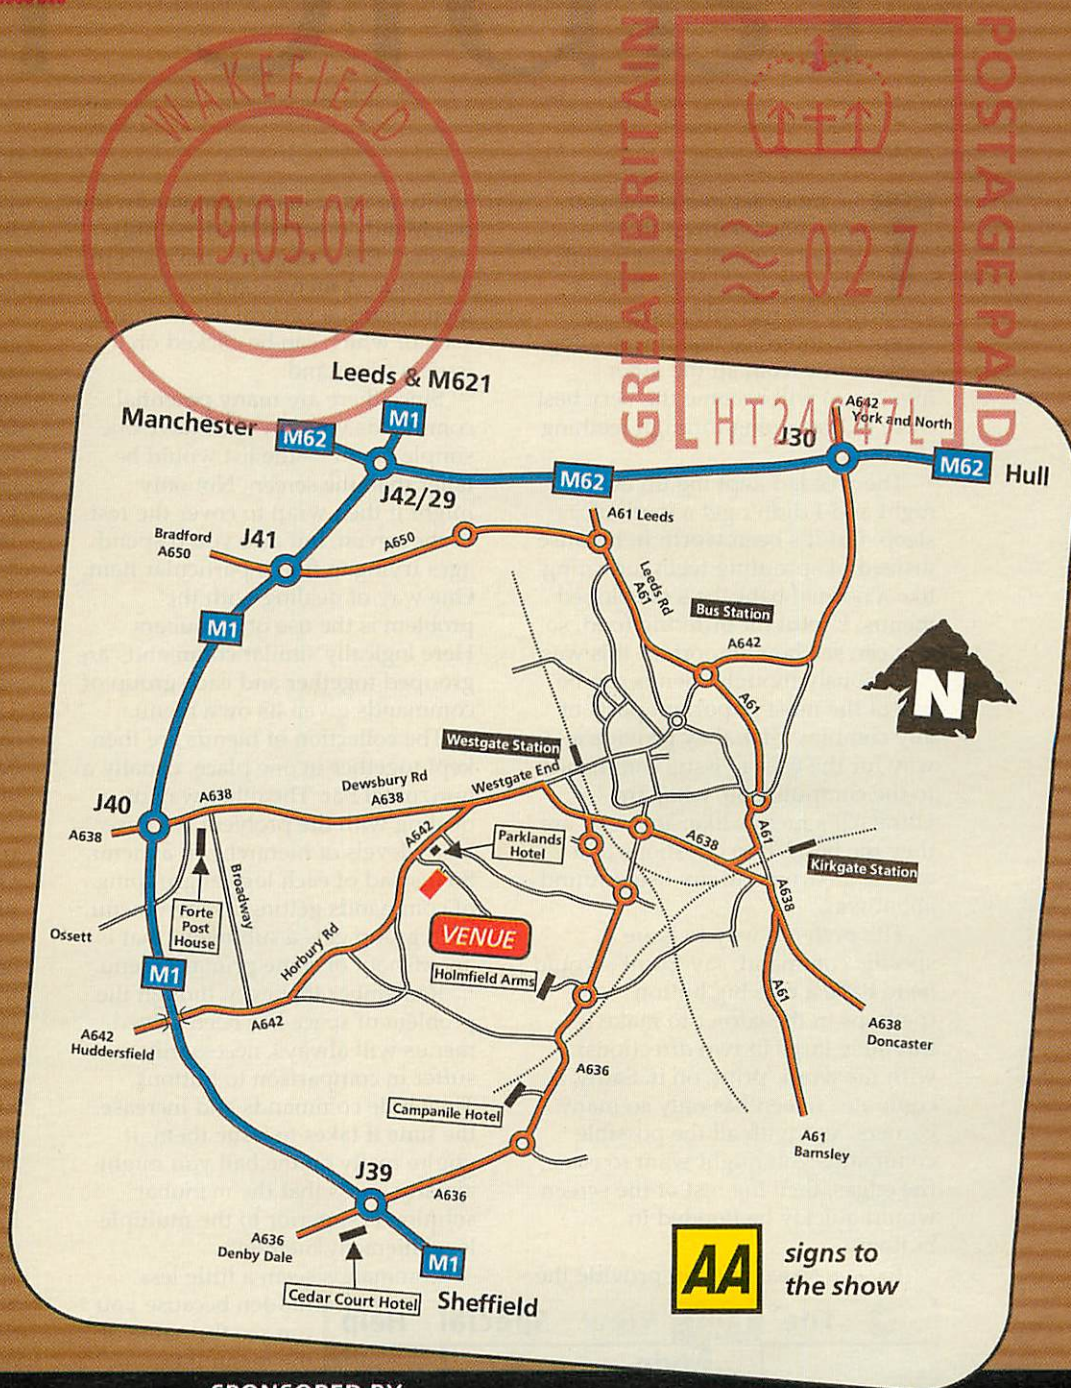 WAKEFIELD
19.05.01
GREAT BRITAIN
POSTAGE PAID
027
HT24647L
Leeds & M621
Manchester
M62
M1
J42/29
M62
J30
A642
York and North
M62
Hull
Bradford
A650
J41
A650
A61 Leeds
Leeds Rd
A61
Bus Station
A642
A61
M1
N
Westgate Station
Westgate End
Dewsbury Rd
A638
J40
A638
A638
A642
Parklands
Hotel
A638
A61
Kirkgate Station
A638
Broadway
Forte
Post
House
Ossett
VENUE
Horbury Rd
Holmfield Arms
M1
A642
Huddersfield
A642
A61
A638
Doncaster
A636
Campanile Hotel
A61
Barnsley
J39
A636
A636
Denby Dale
M1
Cedar Court Hotel
Sheffield
AA
signs to
the show